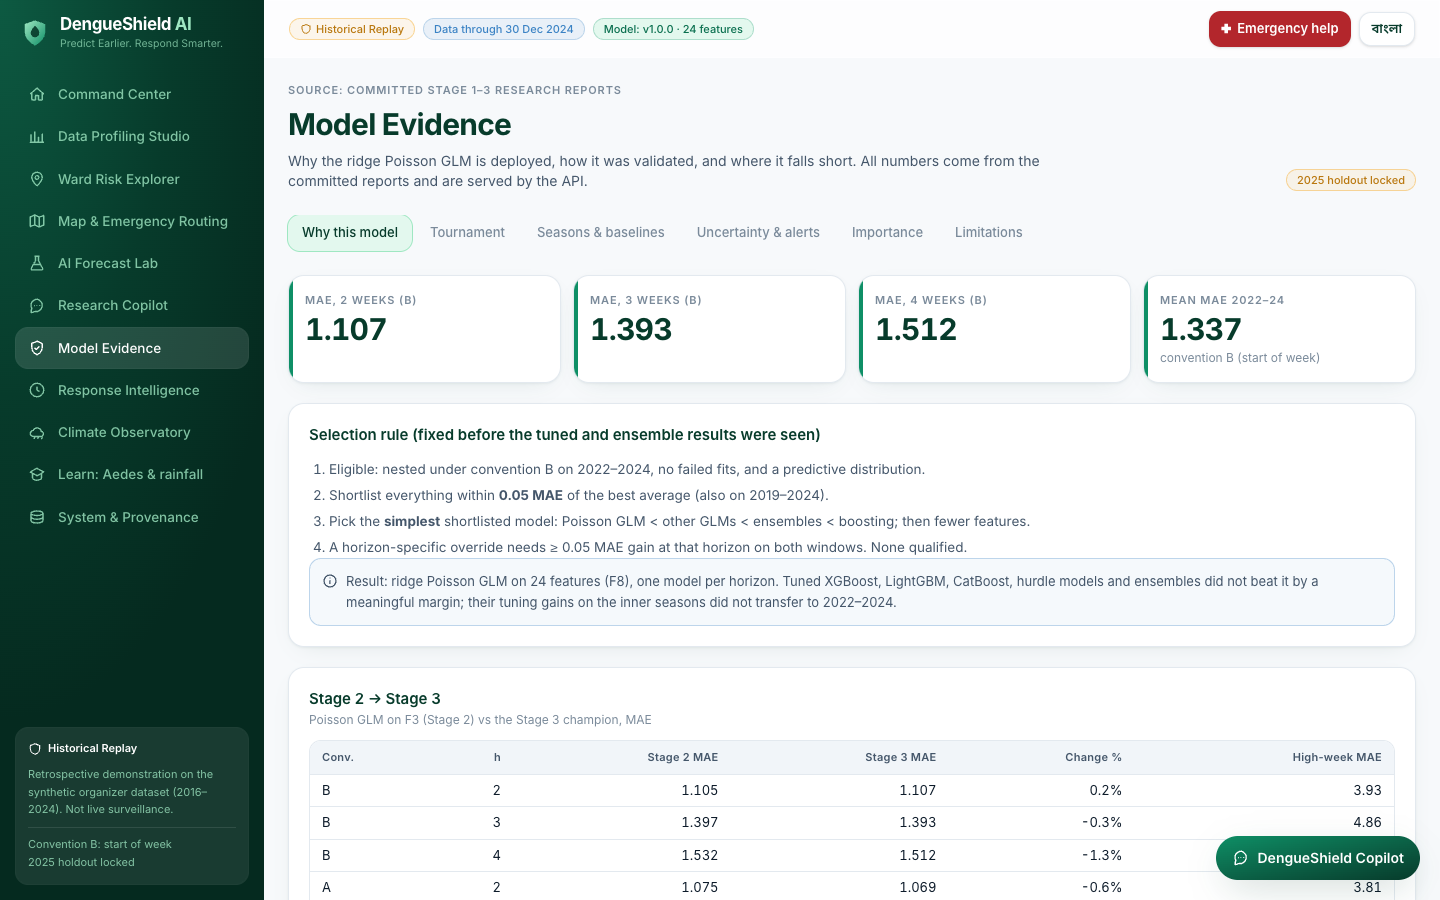 DengueShield AI
Predict Earlier. Respond Smarter.
Command Center
Data Profiling Studio
Ward Risk Explorer
Map & Emergency Routing
AI Forecast Lab
Research Copilot
Model Evidence
Response Intelligence
Climate Observatory
Learn: Aedes & rainfall
System & Provenance
Historical Replay
Retrospective demonstration on the
synthetic organizer dataset (2016–
2024). Not live surveillance.
Convention B: start of week
2025 holdout locked
Historical Replay
Data through 30 Dec 2024
Model: v1.0.0 · 24 features
Emergency help
বাংলা
SOURCE: COMMITTED STAGE 1–3 RESEARCH REPORTS
Model Evidence
Why the ridge Poisson GLM is deployed, how it was validated, and where it falls short. All numbers come from the
committed reports and are served by the API.
2025 holdout locked
Why this model
Tournament
Seasons & baselines
Uncertainty & alerts
Importance
Limitations
MAE, 2 WEEKS (B)
1.107
MAE, 3 WEEKS (B)
1.393
MAE, 4 WEEKS (B)
1.512
MEAN MAE 2022–24
1.337
convention B (start of week)
Selection rule (fixed before the tuned and ensemble results were seen)
1. Eligible: nested under convention B on 2022–2024, no failed fits, and a predictive distribution.
2. Shortlist everything within 0.05 MAE of the best average (also on 2019–2024).
3. Pick the simplest shortlisted model: Poisson GLM < other GLMs < ensembles < boosting; then fewer features.
4. A horizon-specific override needs ≥ 0.05 MAE gain at that horizon on both windows. None qualified.
Result: ridge Poisson GLM on 24 features (F8), one model per horizon. Tuned XGBoost, LightGBM, CatBoost, hurdle models and ensembles did not beat it by a
meaningful margin; their tuning gains on the inner seasons did not transfer to 2022–2024.
Stage 2 → Stage 3
Poisson GLM on F3 (Stage 2) vs the Stage 3 champion, MAE
Conv. h Stage 2 MAE Stage 3 MAE Change % High-week MAE
B 2 1.105 1.107 0.2% 3.93
B 3 1.397 1.393 -0.3% 4.86
B 4 1.532 1.512 -1.3%
A 2 1.075 1.069 -0.6% 3.81
DengueShield Copilot